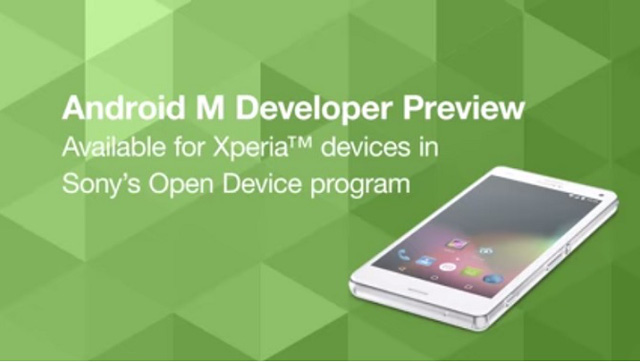 Android M Developer Preview
Available for Xperia™ devices in
Sony’s Open Device program